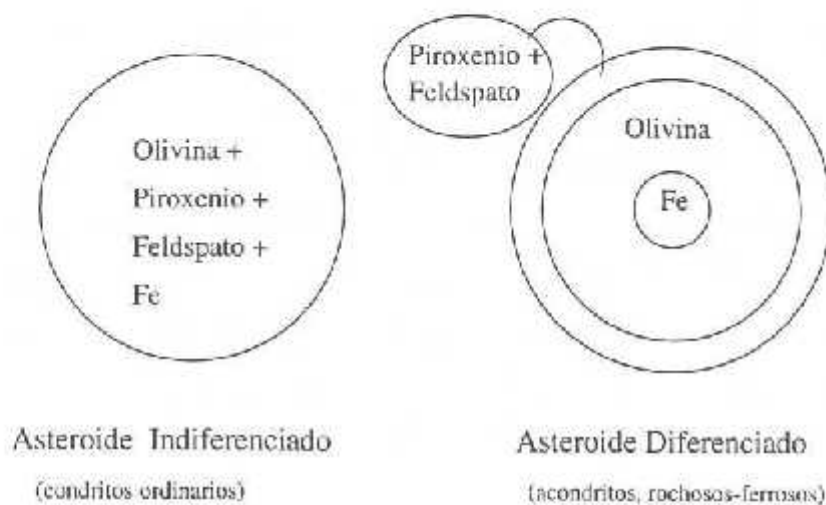 Olivina +
Piroxenio +
Feldspato +
Fe
Asteroide Indiferenciado
(condritos ordinarios)
Piroxenio +
Feldspato
Olivina
Fe
Asteroide Diferenciado
(acondritos, rochosos-ferrosos)